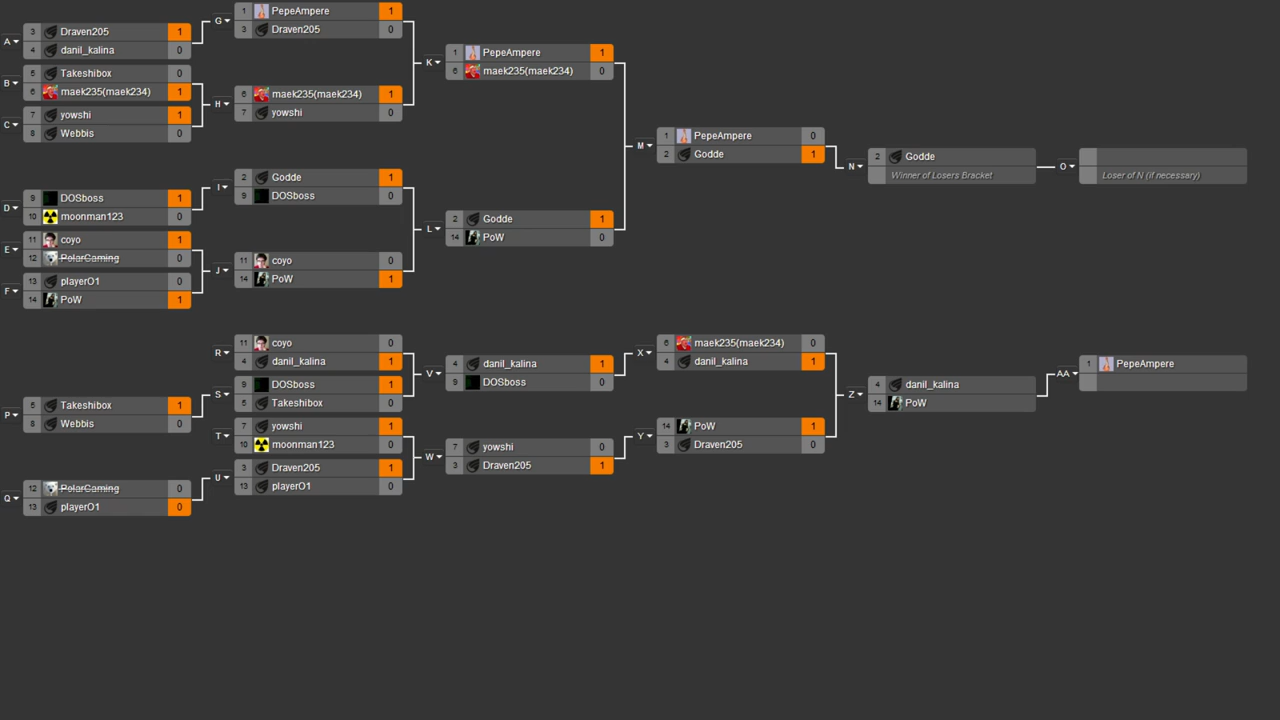 A
3 Draven205 1
4 danil_kalina 0
B
5 Takeshibox 0
6 maek235(maek234) 1
C
7 yowshi 1
8 Webbis 0
D
9 DOSboss 1
10 moonman123 0
E
11 coyo 1
12 PolarGaming 0
F
13 playerO1 0
14 PoW 1
G
1 PepeAmpere 1
3 Draven205 0
H
6 maek235(maek234) 1
7 yowshi 0
I
2 Godde 1
9 DOSboss 0
J
11 coyo 0
14 PoW 1
K
1 PepeAmpere 1
6 maek235(maek234) 0
L
2 Godde 1
14 PoW 0
M
1 PepeAmpere 0
2 Godde 1
N
2 Godde
Winner of Losers Bracket
O
Loser of N (if necessary)
P
5 Takeshibox 1
8 Webbis 0
Q
12 PolarGaming 0
13 playerO1 0
R
11 coyo 0
4 danil_kalina 1
S
9 DOSboss 1
5 Takeshibox 0
T
7 yowshi 1
10 moonman123 0
U
3 Draven205 1
13 playerO1 0
V
4 danil_kalina 1
9 DOSboss 0
W
7 yowshi 0
3 Draven205 1
X
6 maek235(maek234) 0
4 danil_kalina 1
Y
14 PoW 1
3 Draven205 0
Z
4 danil_kalina
14 PoW
AA
1 PepeAmpere